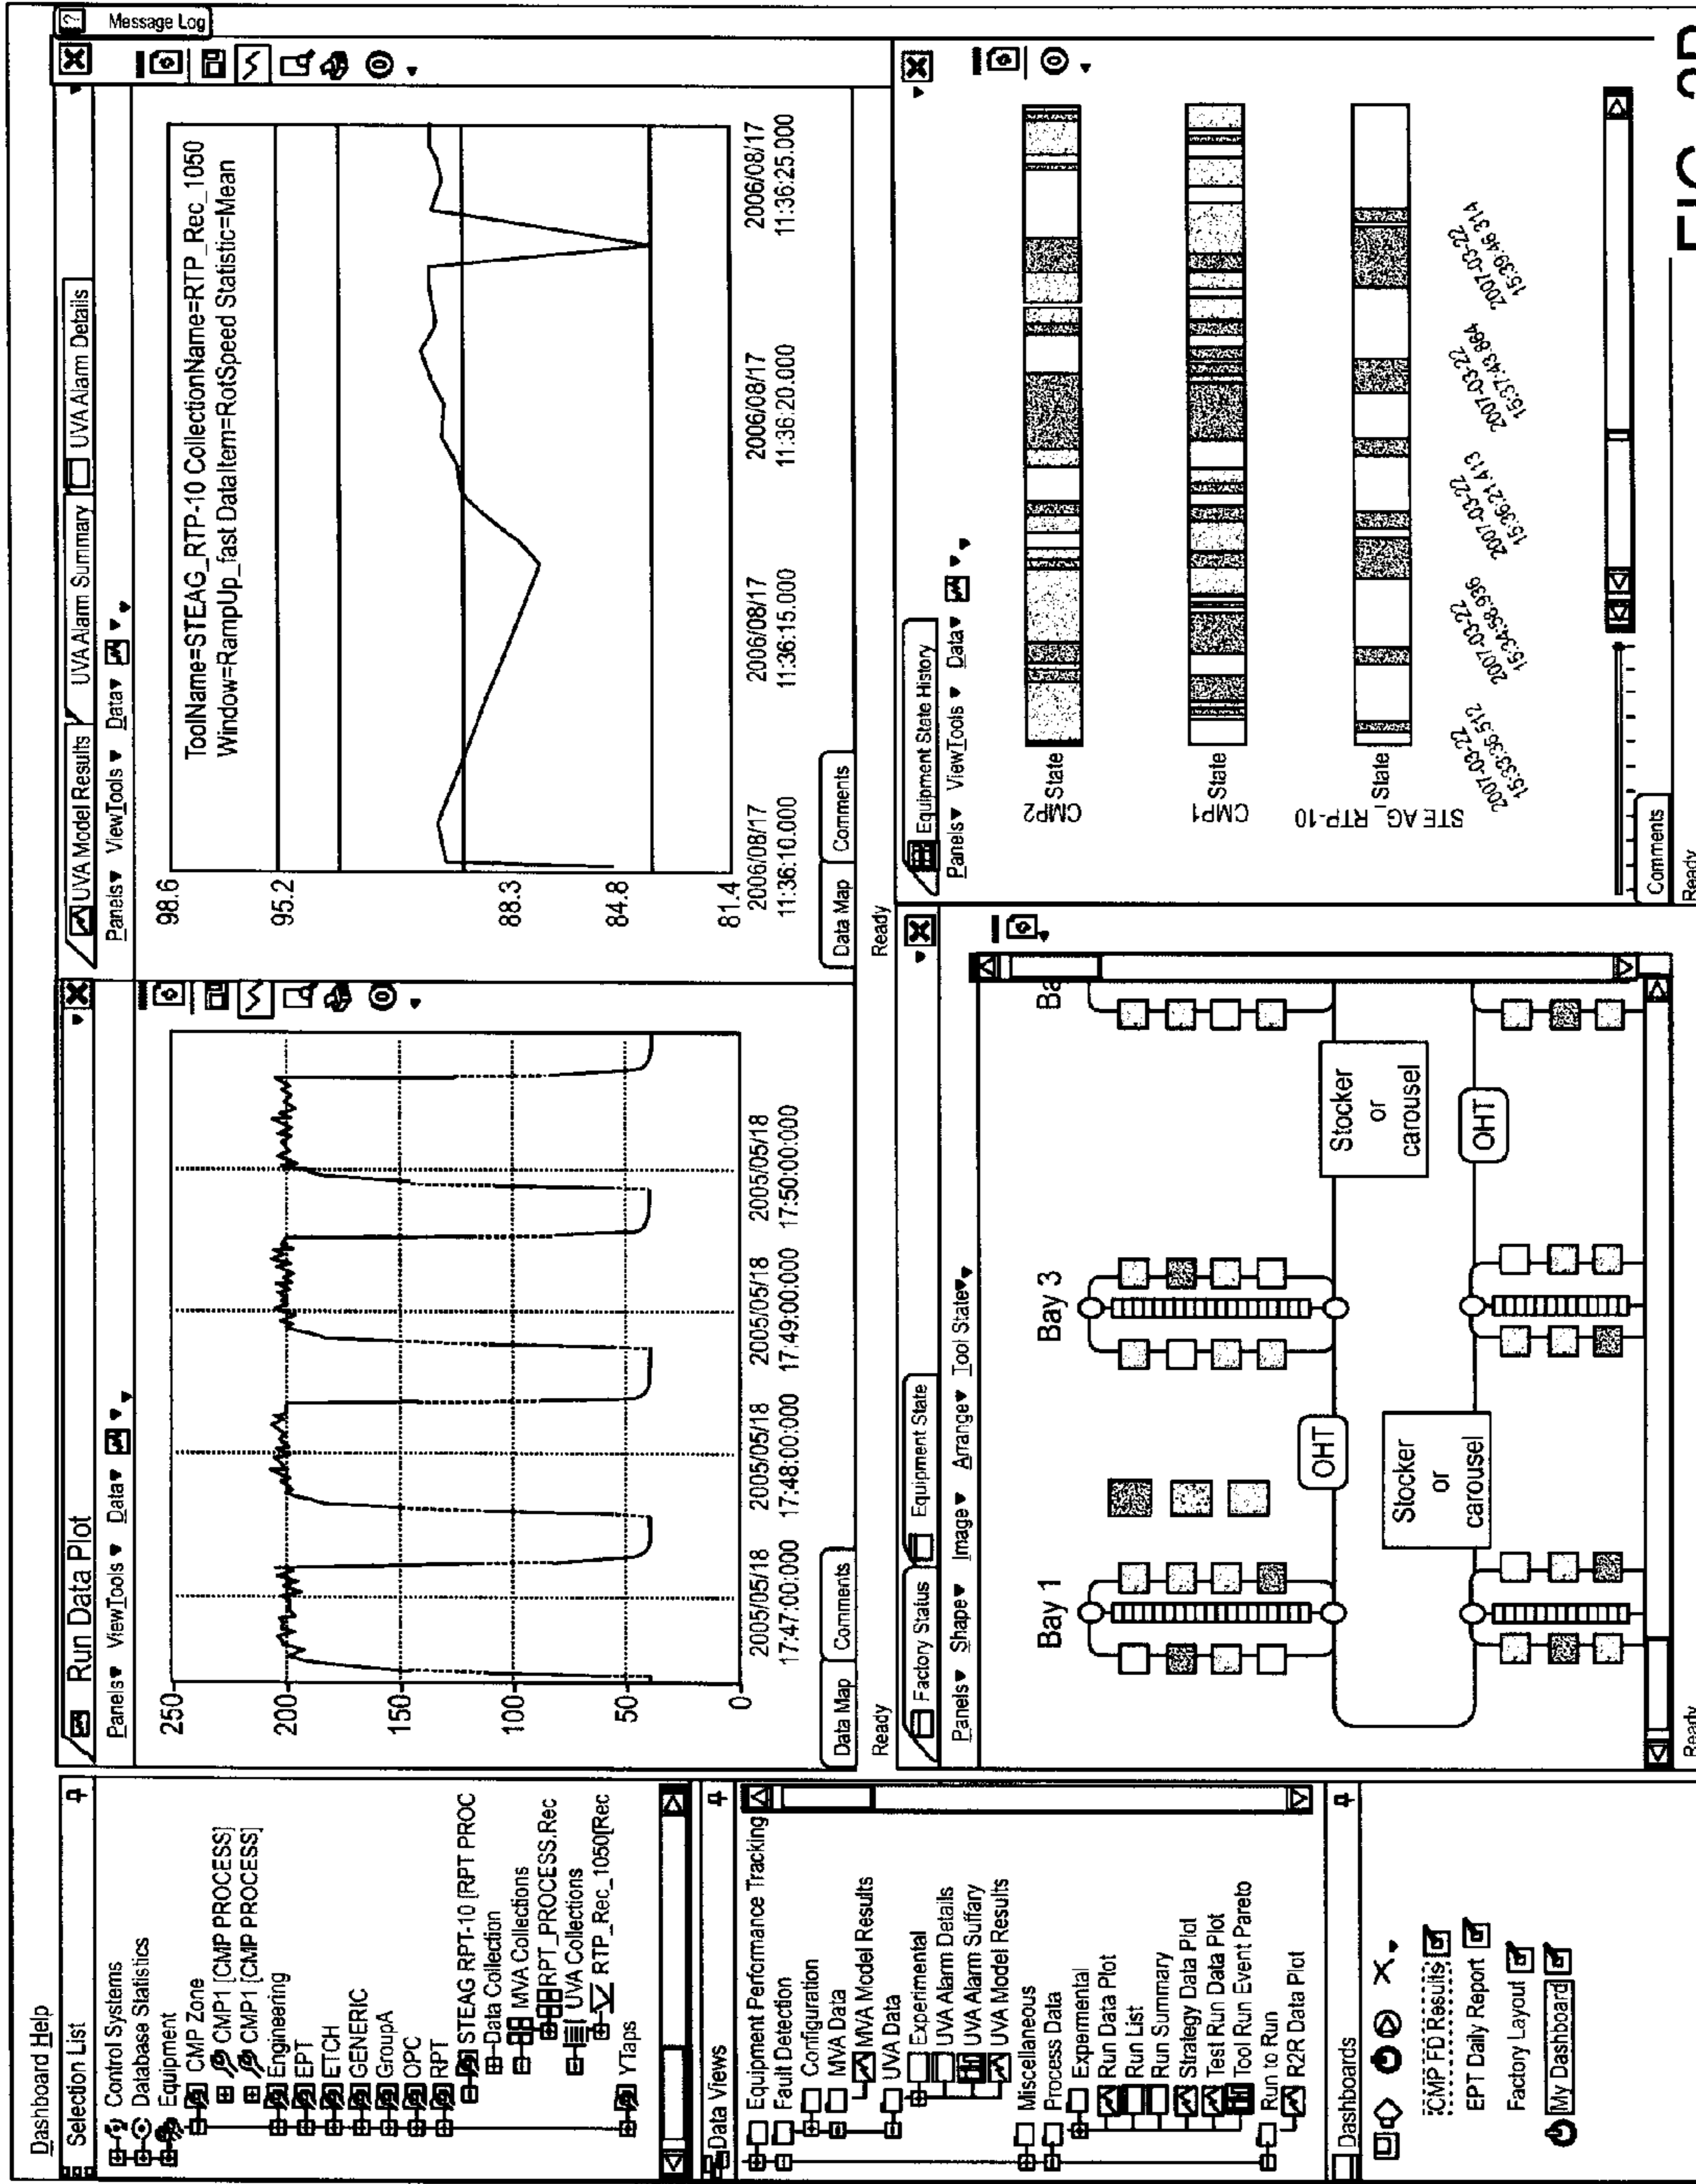 Dashboard Help
Selection List
Control Systems
Database Statistics
Equipment
CMP Zone
CMP1 [CMP PROCESS]
CMP1 [CMP PROCESS]
Engineering
EPT
ETCH
GENERIC
GroupA
OPC
RPT
STEAG RPT-10 [RPT PROC
Data Collection
MVA Collections
RPT_PROCESS.Rec
UVA Collections
RTP_Rec_1050[Rec
YTaps
Data Views
Equipment Performance Tracking
Fault Detection
Configuration
MVA Data
MVA Model Results
UVA Data
Experimental
UVA Alarm Details
UVA Alarm Suffary
UVA Model Results
Miscellaneous
Process Data
Expermental
Run Data Plot
Run List
Run Summary
Strategy Data Plot
Test Run Data Plot
Tool Run Event Pareto
Run to Run
R2R Data Plot
Dashboards
CMP FD Results
EPT Daily Report
Factory Layout
My Dashboard
Run Data Plot
Panels ViewTools Data
250
200
150
100
50
0
2005/05/18 2005/05/18 2005/05/18 2005/05/18
17:47:00:000 17:48:00:000 17:49:00:000 17:50:00:000
Data Map Comments
Ready
UVA Model Results UVA Alarm Summary UVA Alarm Details
Panels ViewTools Data
ToolName=STEAG_RTP-10 CollectionName=RTP_Rec_1050
Window=RampUp_fast DataItem=RotSpeed Statistic=Mean
98.6
95.2
88.3
84.8
81.4
2006/08/17 2006/08/17 2006/08/17 2006/08/17
11:36:10.000 11:36:15.000 11:36:20.000 11:36:25.000
Data Map Comments
Ready
Message Log
Factory Status Equipment State
Panels Shape Image Arrange Tool State
Bay 1 Bay 3 Ba
OHT
Stocker
or
carousel
Stocker
or
carousel
OHT
Ready
Equipment State History
Panels ViewTools Data
CMP2 State
CMP1 State
STEAG_RTP-10 State
2007-03-22
15:33:36.512
2007-03-22
15:34:58.936
2007-03-22
15:36:21.413
2007-03-22
15:37:43.864
2007-03-22
15:39:46.314
Comments
Ready